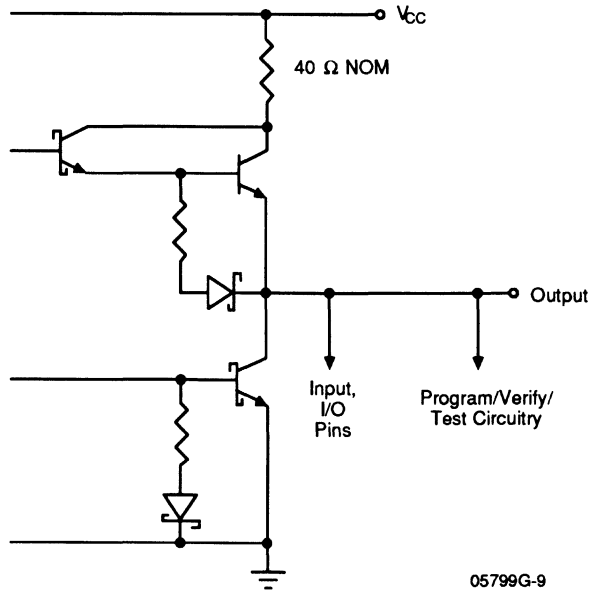 VCC
40 Ω NOM
Output
Input,
I/O
Pins
Program/Verify/
Test Circuitry
05799G-9